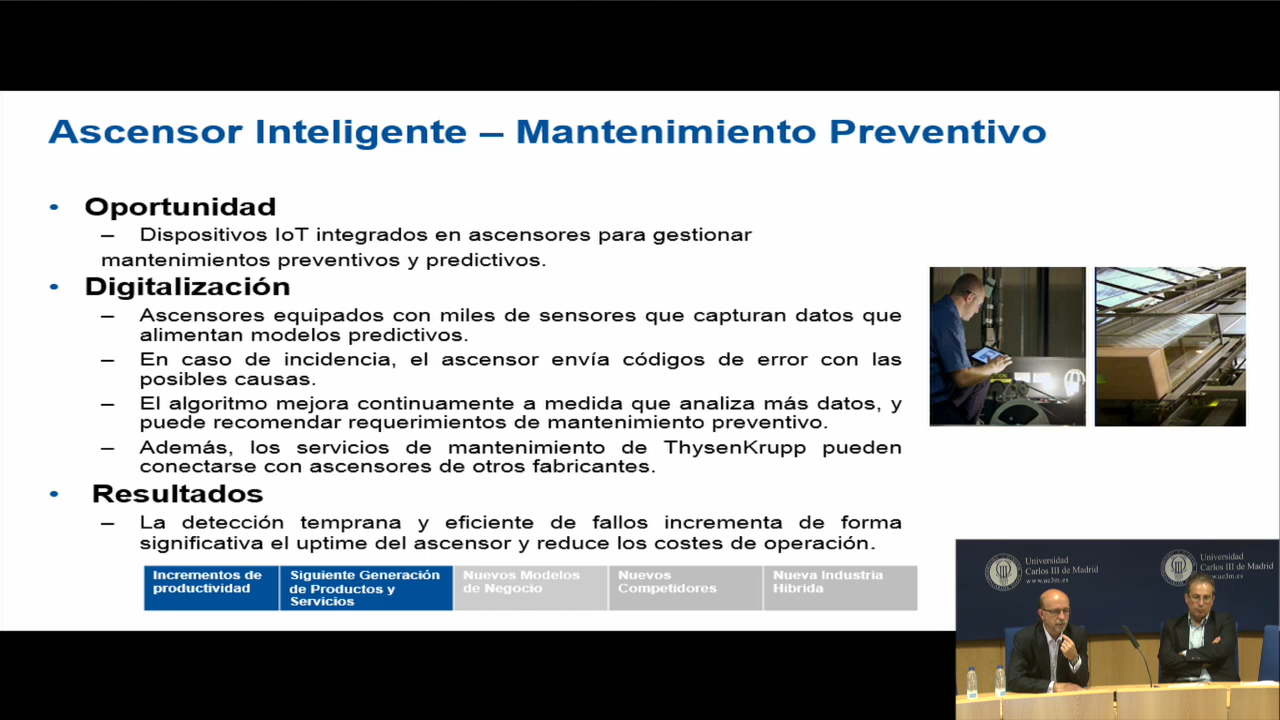 Ascensor Inteligente – Mantenimiento Preventivo
• Oportunidad
– Dispositivos IoT integrados en ascensores para gestionar
mantenimientos preventivos y predictivos.
• Digitalización
– Ascensores equipados con miles de sensores que capturan datos que
alimentan modelos predictivos.
– En caso de incidencia, el ascensor envía códigos de error con las
posibles causas.
– El algoritmo mejora continuamente a medida que analiza más datos, y
puede recomendar requerimientos de mantenimiento preventivo.
– Además, los servicios de mantenimiento de ThysenKrupp pueden
conectarse con ascensores de otros fabricantes.
• Resultados
– La detección temprana y eficiente de fallos incrementa de forma
significativa el uptime del ascensor y reduce los costes de operación.
Incrementos de
productividad
Siguiente Generación
de Productos y
Servicios
Nuevos Modelos
de Negocio
Nuevos
Competidores
Nueva Industria
Hibrida
Universidad
Carlos III de Madrid
www.uc3m.es
Universidad
Carlos III de Madrid
www.uc3m.es